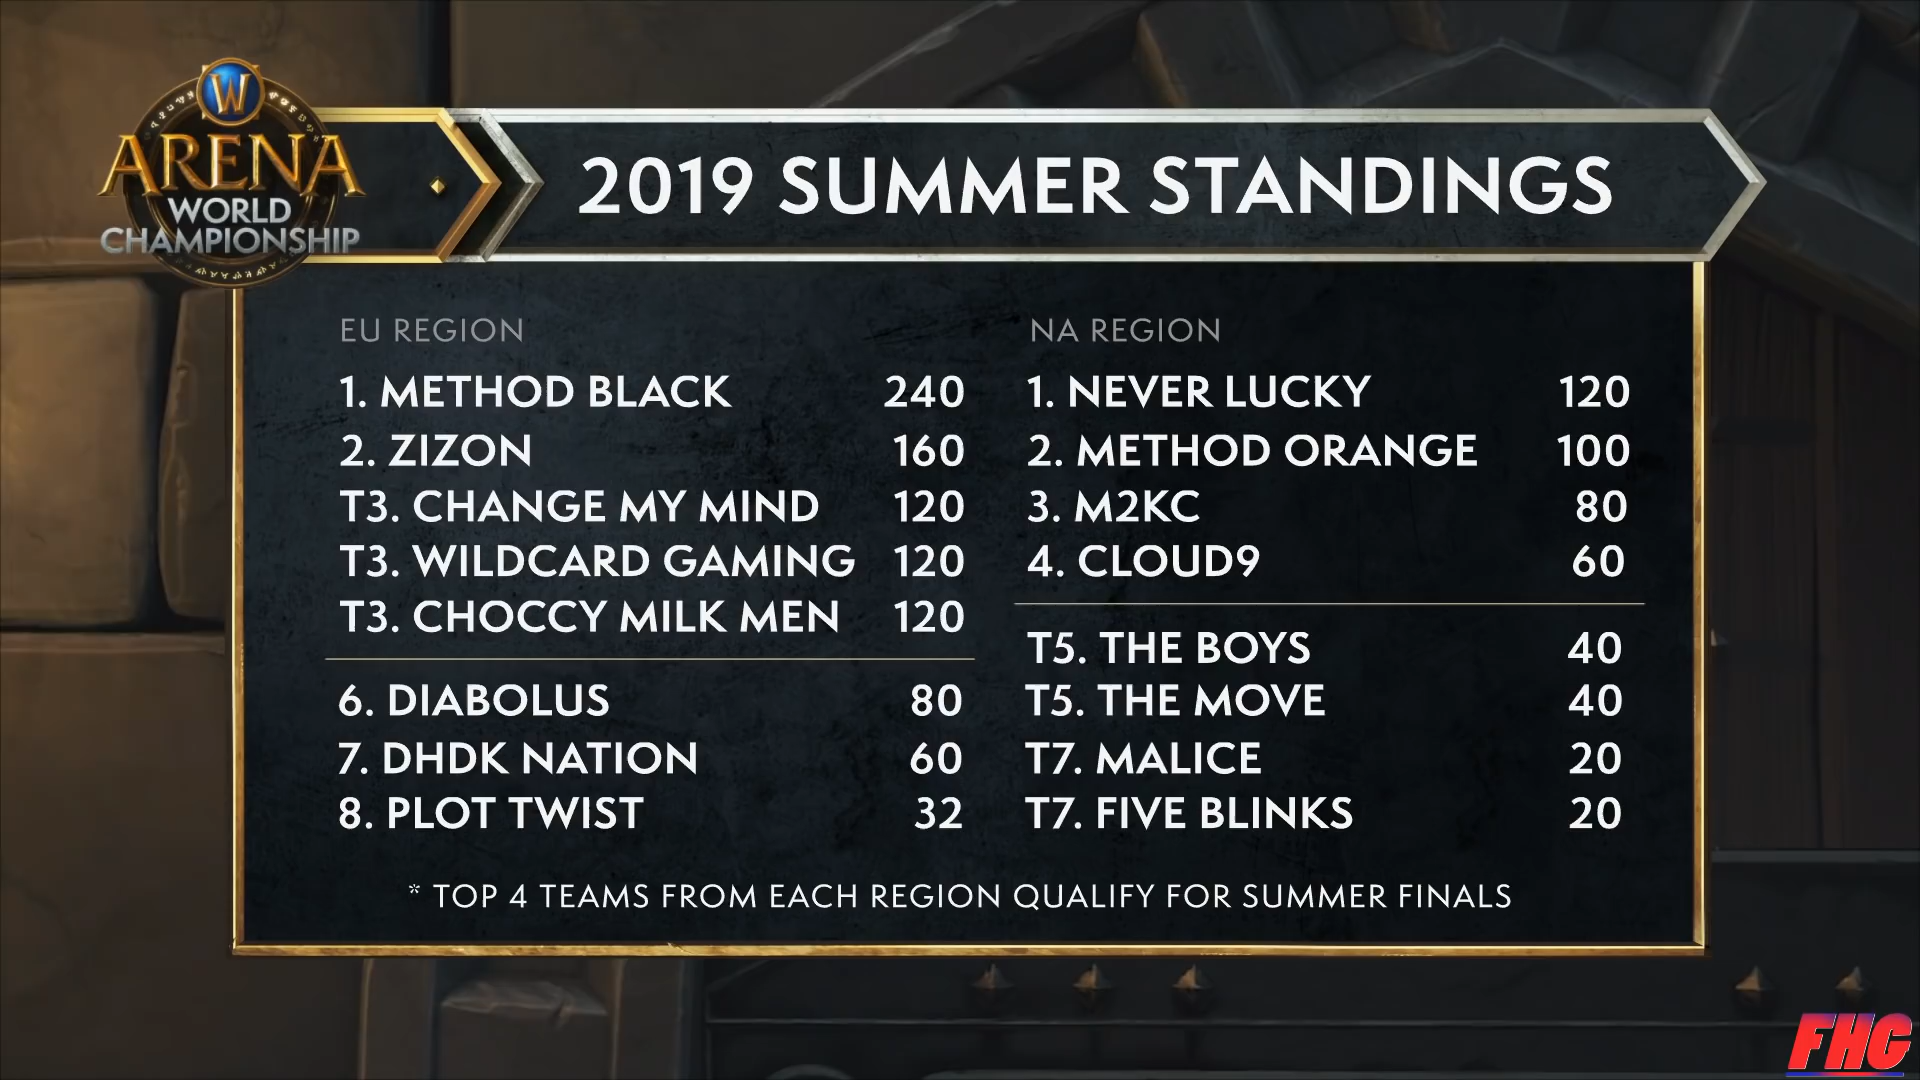 W
ARENA
WORLD
CHAMPIONSHIP
2019 SUMMER STANDINGS
EU REGION
1. METHOD BLACK 240
2. ZIZON 160
T3. CHANGE MY MIND 120
T3. WILDCARD GAMING 120
T3. CHOCCY MILK MEN 120
6. DIABOLUS 80
7. DHDK NATION 60
8. PLOT TWIST 32
NA REGION
1. NEVER LUCKY 120
2. METHOD ORANGE 100
3. M2KC 80
4. CLOUD9 60
T5. THE BOYS 40
T5. THE MOVE 40
T7. MALICE 20
T7. FIVE BLINKS 20
* TOP 4 TEAMS FROM EACH REGION QUALIFY FOR SUMMER FINALS
FHG